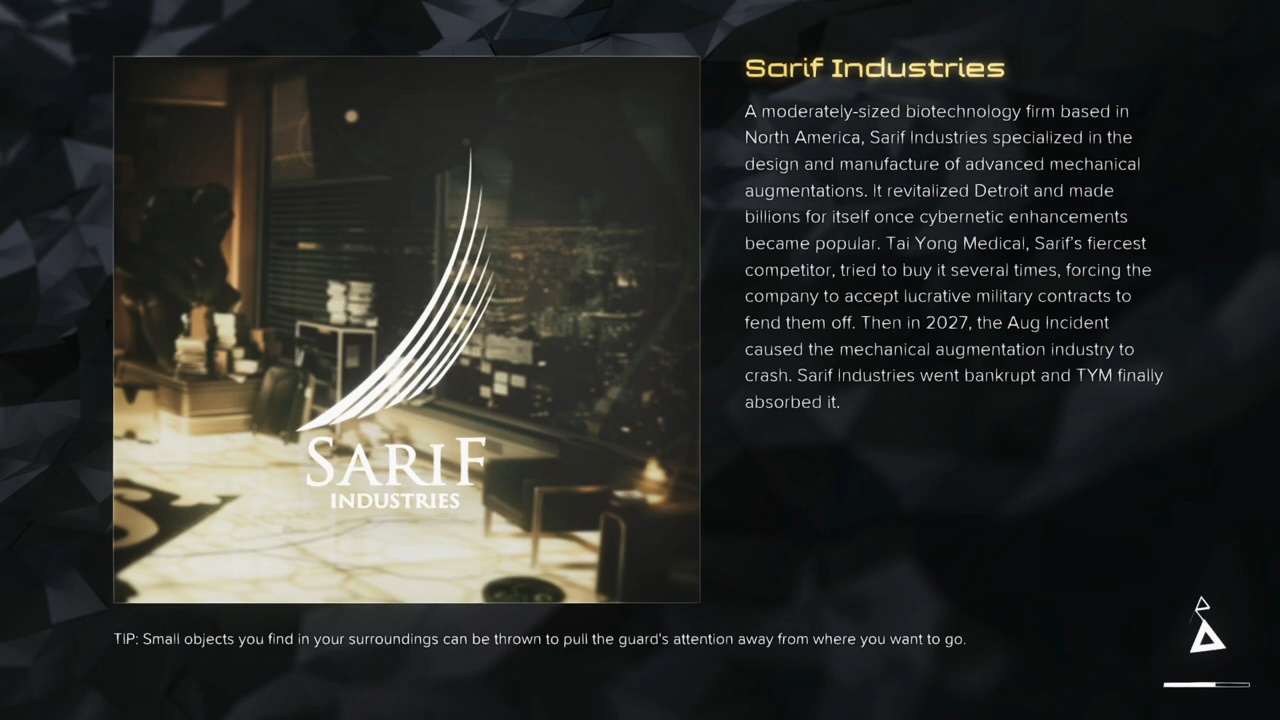 Sarif Industries
A moderately-sized biotechnology firm based in
North America, Sarif Industries specialized in the
design and manufacture of advanced mechanical
augmentations. It revitalized Detroit and made
billions for itself once cybernetic enhancements
became popular. Tai Yong Medical, Sarif's fiercest
competitor, tried to buy it several times, forcing the
company to accept lucrative military contracts to
fend them off. Then in 2027, the Aug Incident
caused the mechanical augmentation industry to
crash. Sarif Industries went bankrupt and TYM finally
absorbed it.
SARIF
INDUSTRIES
TIP: Small objects you find in your surroundings can be thrown to pull the guard's attention away from where you want to go.